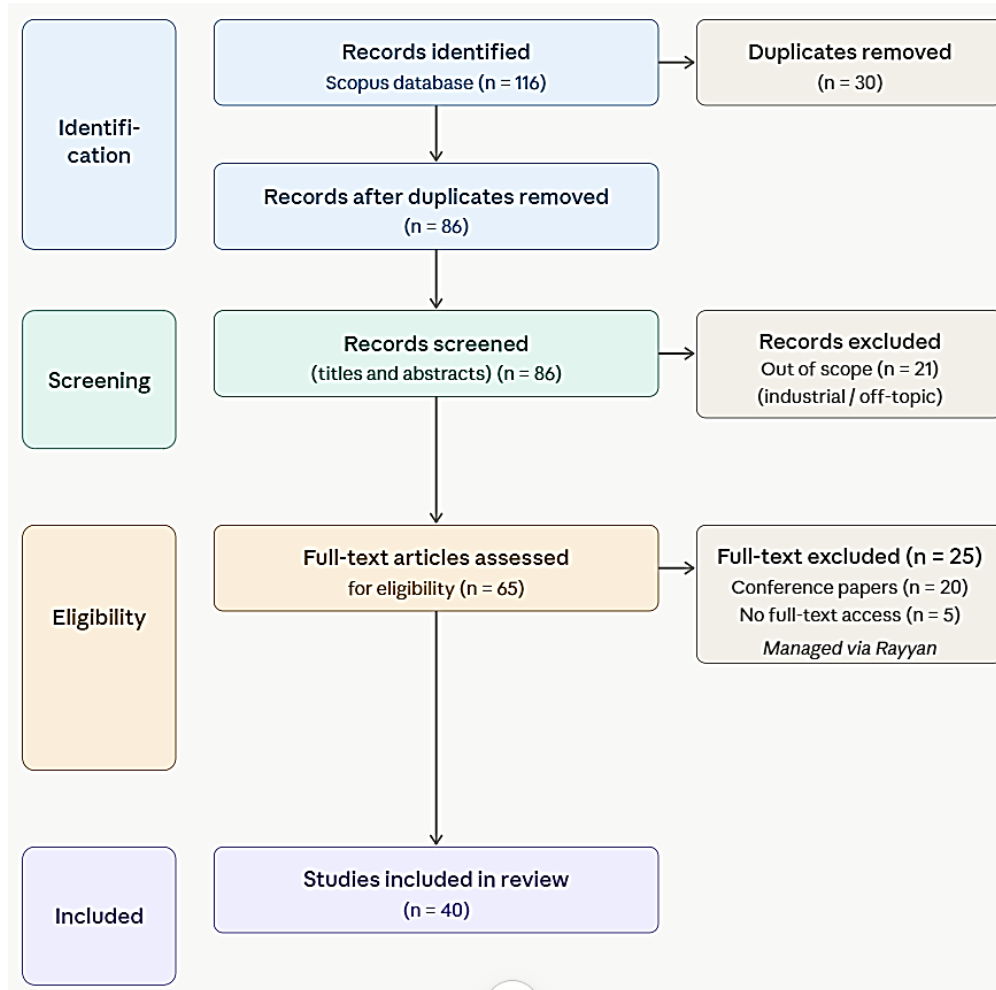 Identifi-
cation
Records identified
Scopus database (n = 116)
Duplicates removed
(n = 30)
Records after duplicates removed
(n = 86)
Screening
Records screened
(titles and abstracts) (n = 86)
Records excluded
Out of scope (n = 21)
(industrial / off-topic)
Eligibility
Full-text articles assessed
for eligibility (n = 65)
Full-text excluded (n = 25)
Conference papers (n = 20)
No full-text access (n = 5)
Managed via Rayyan
Included
Studies included in review
(n = 40)